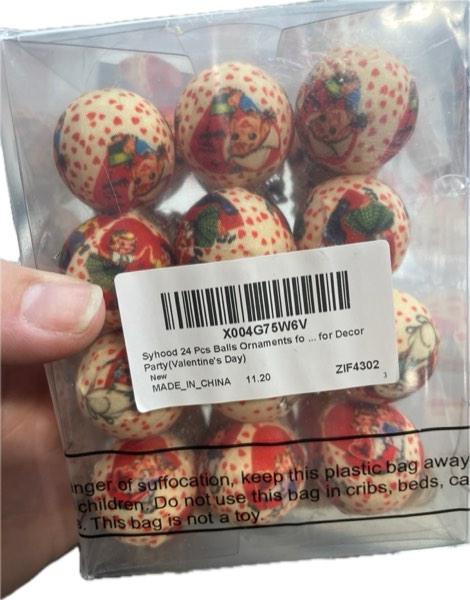 X004G75W6V
Syhood 24 Pcs Balls Ornaments fo ... for Decor
Party(Valentine's Day)
New
MADE_IN_CHINA 11.20 ZIF4302
3
anger of suffocation, keep this plastic bag away
children. Do not use this bag in cribs, beds, ca
s. This bag is not a toy.